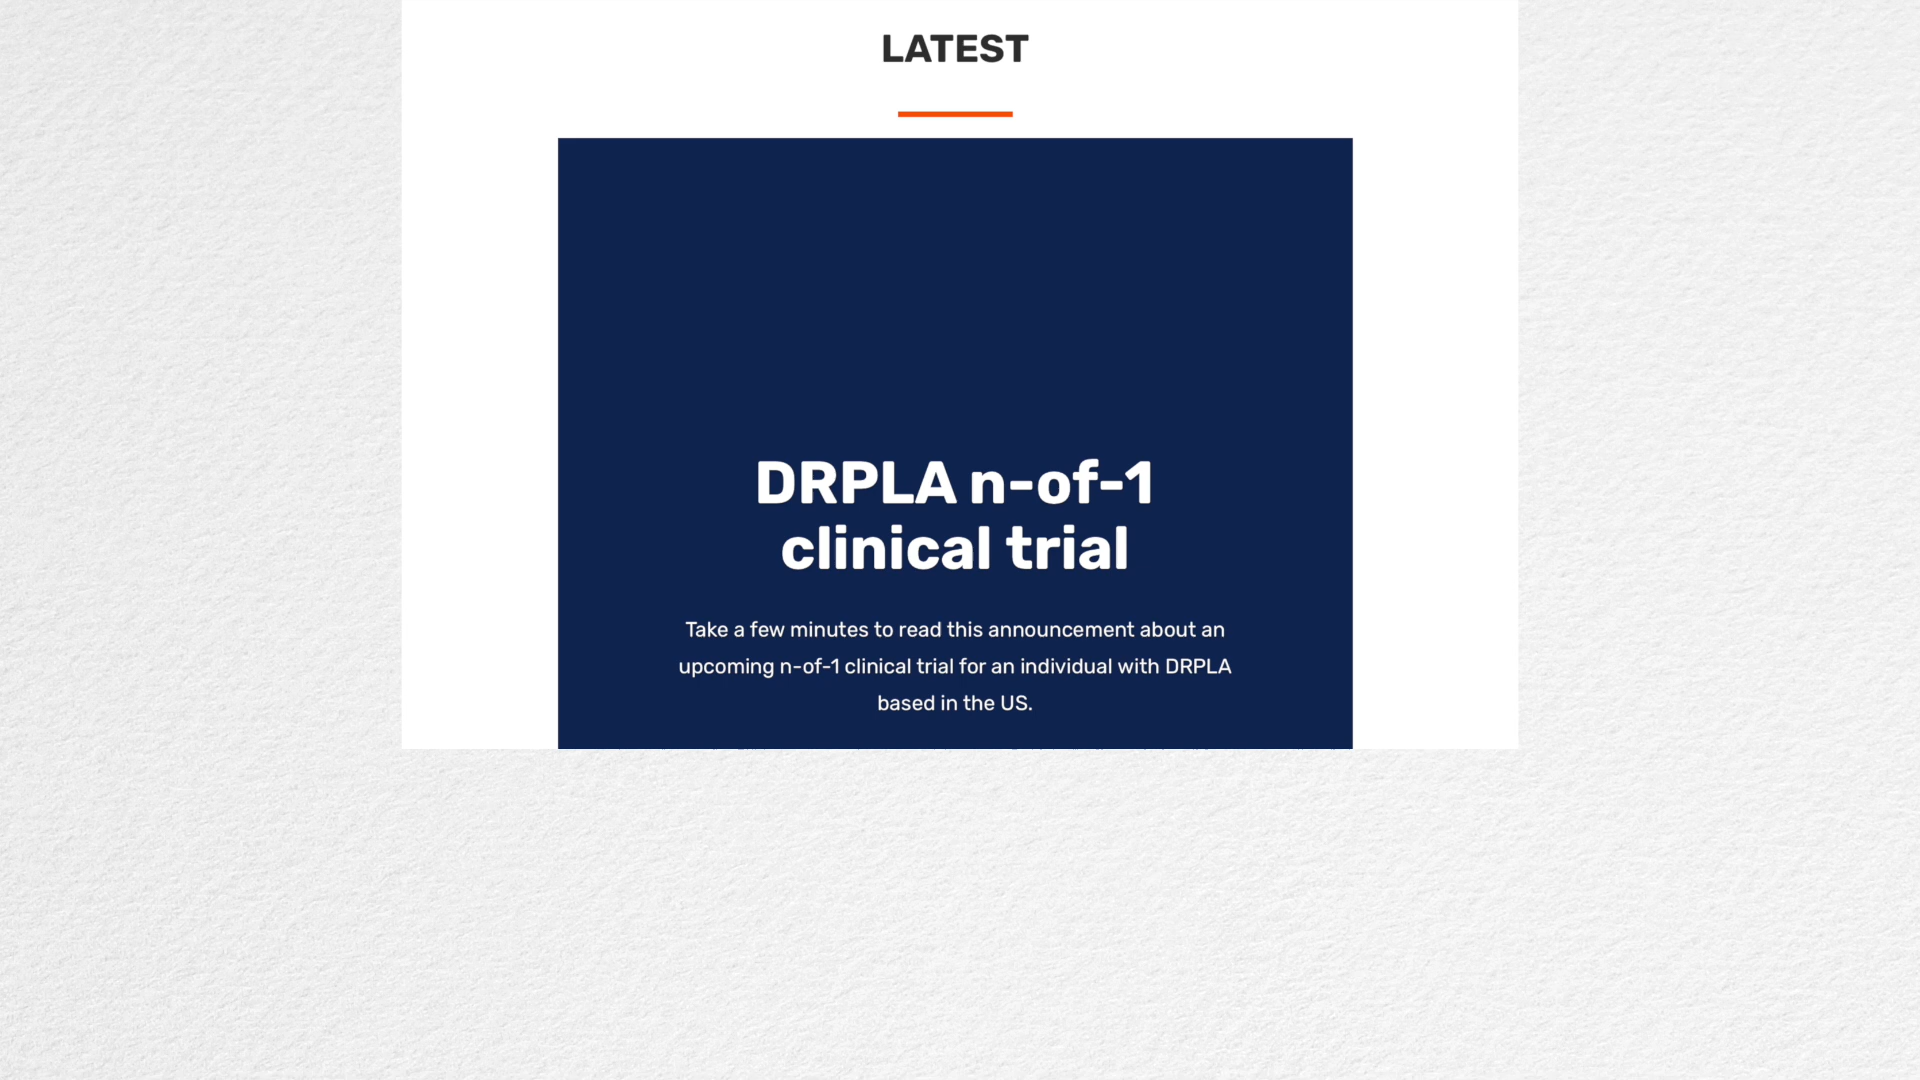 LATEST
DRPLA n-of-1
clinical trial
Take a few minutes to read this announcement about an
upcoming n-of-1 clinical trial for an individual with DRPLA
based in the US.